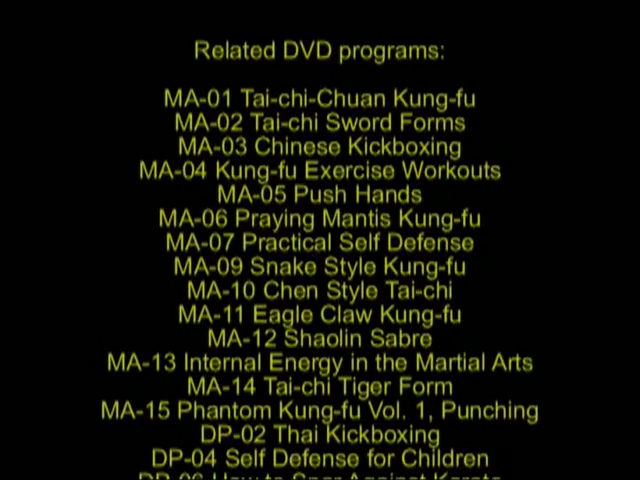 Related DVD programs:
MA-01 Tai-chi-Chuan Kung-fu
MA-02 Tai-chi Sword Forms
MA-03 Chinese Kickboxing
MA-04 Kung-fu Exercise Workouts
MA-05 Push Hands
MA-06 Praying Mantis Kung-fu
MA-07 Practical Self Defense
MA-09 Snake Style Kung-fu
MA-10 Chen Style Tai-chi
MA-11 Eagle Claw Kung-fu
MA-12 Shaolin Sabre
MA-13 Internal Energy in the Martial Arts
MA-14 Tai-chi Tiger Form
MA-15 Phantom Kung-fu Vol. 1, Punching
DP-02 Thai Kickboxing
DP-04 Self Defense for Children
DP-06 How to Spar Against Karate